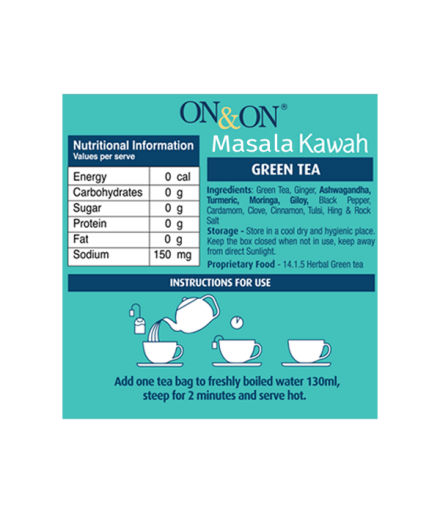 ON&ON®
Masala Kawah
GREEN TEA
Nutritional Information
Values per serve
Energy 0 cal
Carbohydrates 0 g
Sugar 0 g
Protein 0 g
Fat 0 g
Sodium 150 mg
Ingredients: Green Tea, Ginger, Ashwagandha,
Turmeric, Moringa, Giloy, Black Pepper,
Cardamom, Clove, Cinnamon, Tulsi, Hing & Rock
Salt
Storage - Store in a cool dry and hygienic place.
Keep the box closed when not in use, keep away
from direct Sunlight.
Proprietary Food - 14.1.5 Herbal Green tea
INSTRUCTIONS FOR USE
Add one tea bag to freshly boiled water 130ml,
steep for 2 minutes and serve hot.